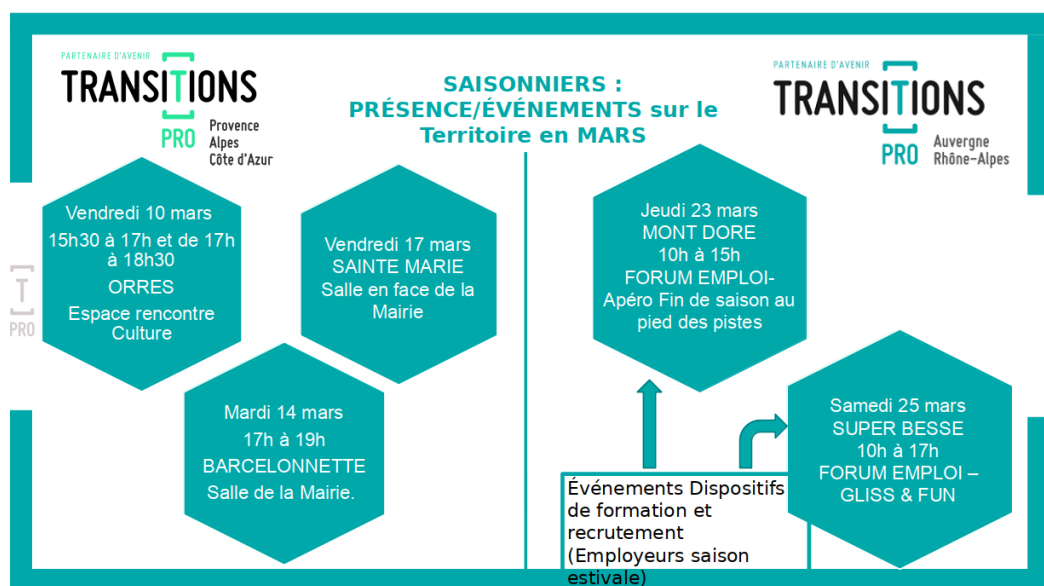 PARTENAIRE D'AVENIR
TRANSITIONS
PRO
Provence
Alpes
Côte d'Azur
SAISONNIERS :
PRÉSENCE/ÉVÉNEMENTS sur le
Territoire en MARS
PARTENAIRE D'AVENIR
TRANSITIONS
PRO
Auvergne
Rhône-Alpes
Vendredi 10 mars
15h30 à 17h et de 17h
à 18h30
ORRES
Espace rencontre
Culture
Vendredi 17 mars
SAINTE MARIE
Salle en face de la
Mairie
Mardi 14 mars
17h à 19h
BARCELONNETTE
Salle de la Mairie.
T
PRO
Jeudi 23 mars
MONT DORE
10h à 15h
FORUM EMPLOI-
Apéro Fin de saison au
pied des pistes
Samedi 25 mars
SUPER BESSE
10h à 17h
FORUM EMPLOI –
GLISS & FUN
Événements Dispositifs
de formation et
recrutement
(Employeurs saison
estivale)